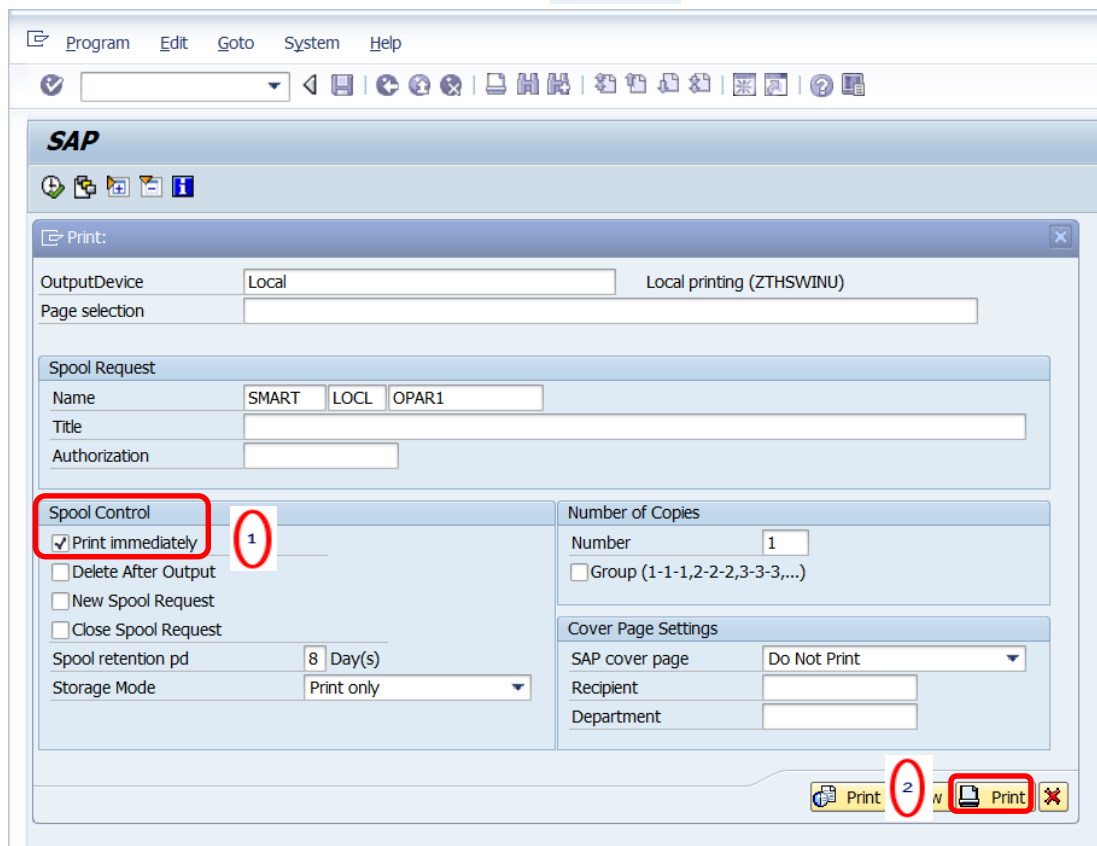 Program Edit Goto System Help
SAP
Print:
OutputDevice Local Local printing (ZTHSWINU)
Page selection
Spool Request
Name SMART LOCL OPAR1
Title
Authorization
Spool Control
Number of Copies
1
Print immediately
Number 1
Delete After Output
Group (1-1-1,2-2-2,3-3-3,...)
New Spool Request
Close Spool Request
Cover Page Settings
Spool retention pd 8 Day(s)
SAP cover page Do Not Print
Storage Mode Print only
Recipient
Department
Print 2 w Print